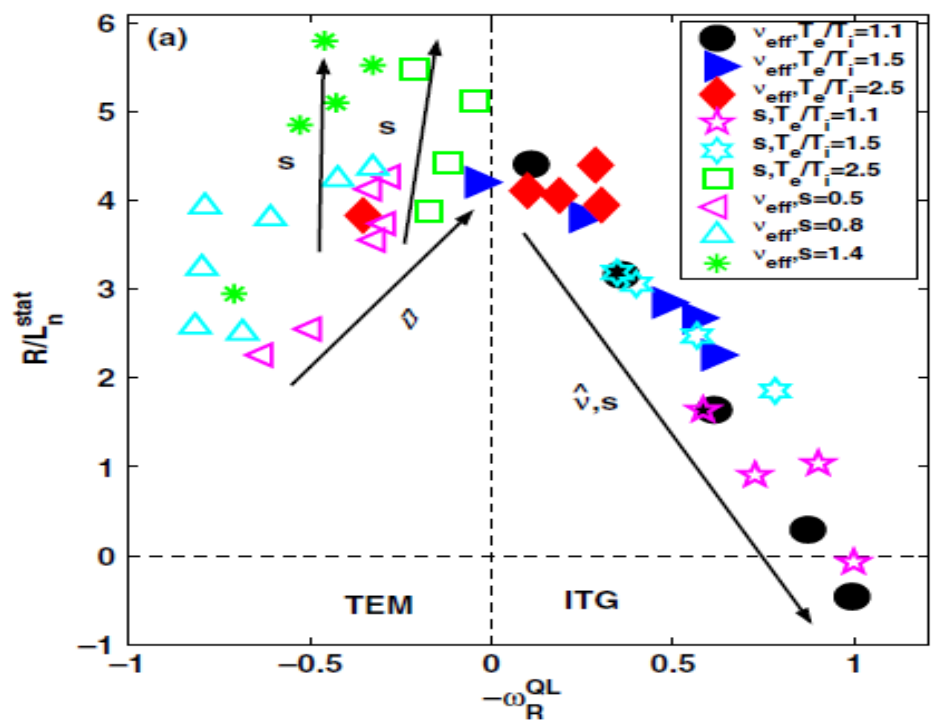 (a)
6
5
4
3
2
1
0
−1
R/L_n^stat
s
s
ν̂,s
TEM
ITG
−1
−0.5
0
0.5
1
−ω_R^QL
ν_eff,T_e/T_i=1.1
ν_eff,T_e/T_i=1.5
ν_eff,T_e/T_i=2.5
s,T_e/T_i=1.1
s,T_e/T_i=1.5
s,T_e/T_i=2.5
ν_eff,s=0.5
ν_eff,s=0.8
ν_eff,s=1.4